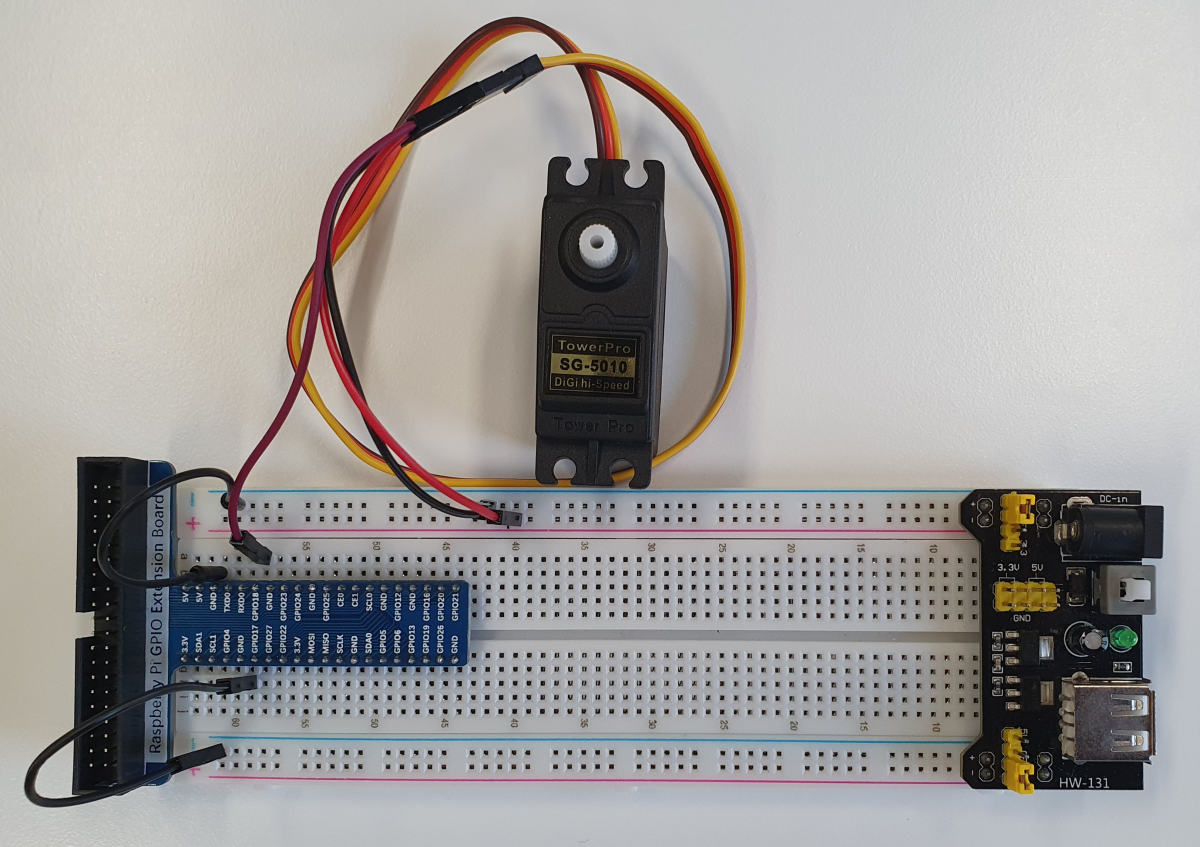 TowerPro
SG-5010
DiGi hi-Speed
Tower Pro
Raspberry Pi GPIO Extension Board
5V
5V
GND
TXD0
RXD0
GPIO18
GPIO23
GPIO24
GND
GPIO25
CE0
CE1
SCL0
GND
GPIO12
GND
GPIO16
GPIO20
GPIO21
3.3V
SDA1
SCL1
GPIO4
GND
GPIO17
GPIO27
GPIO22
3.3V
MOSI
MISO
SCLK
GND
SDA0
GPIO5
GPIO6
GPIO13
GPIO19
GPIO26
GND
55
50
45
40
35
30
25
20
15
10
60
55
50
45
40
35
30
25
20
15
10
DC-in
3.3
3.3V 5V
GND
HW-131